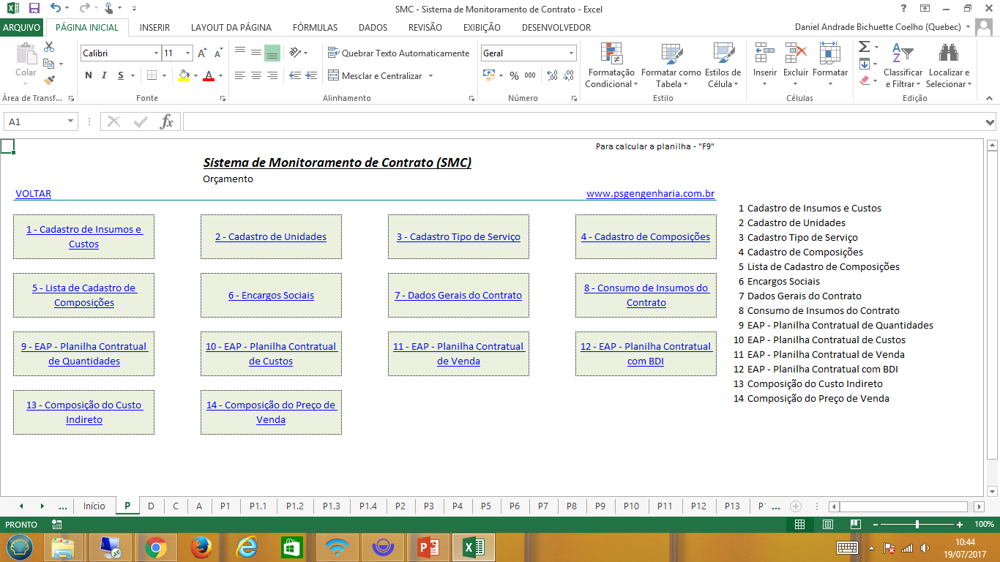 SMC - Sistema de Monitoramento de Contrato - Excel
ARQUIVO PÁGINA INICIAL INSERIR LAYOUT DA PÁGINA FÓRMULAS DADOS REVISÃO EXIBIÇÃO DESENVOLVEDOR
Daniel Andrade Bichuette Coelho (Quebec)
Colar
Calibri 11
N I S
Quebrar Texto Automaticamente
Mesclar e Centralizar
Geral
% 000
Formatação Condicional
Formatar como Tabela
Estilos de Célula
Inserir Excluir Formatar
Classificar e Filtrar
Localizar e Selecionar
Área de Transf... Fonte Alinhamento Número Estilo Células Edição
A1
Para calcular a planilha - "F9"
Sistema de Monitoramento de Contrato (SMC)
Orçamento
VOLTAR
www.psgengenharia.com.br
1 - Cadastro de Insumos e
Custos
2 - Cadastro de Unidades
3 - Cadastro Tipo de Serviço
4 - Cadastro de Composições
5 - Lista de Cadastro de
Composições
6 - Encargos Sociais
7 - Dados Gerais do Contrato
8 - Consumo de Insumos do
Contrato
9 - EAP - Planilha Contratual
de Quantidades
10 - EAP - Planilha Contratual
de Custos
11 - EAP - Planilha Contratual
de Venda
12 - EAP - Planilha Contratual
com BDI
13 - Composição do Custo
Indireto
14 - Composição do Preço de
Venda
1 Cadastro de Insumos e Custos
2 Cadastro de Unidades
3 Cadastro Tipo de Serviço
4 Cadastro de Composições
5 Lista de Cadastro de Composições
6 Encargos Sociais
7 Dados Gerais do Contrato
8 Consumo de Insumos do Contrato
9 EAP - Planilha Contratual de Quantidades
10 EAP - Planilha Contratual de Custos
11 EAP - Planilha Contratual de Venda
12 EAP - Planilha Contratual com BDI
13 Composição do Custo Indireto
14 Composição do Preço de Venda
... Início P D C A P1 P1.1 P1.2 P1.3 P1.4 P2 P3 P4 P5 P6 P7 P8 P9 P10 P11 P12 P13 ...
PRONTO
100%
10:44
19/07/2017